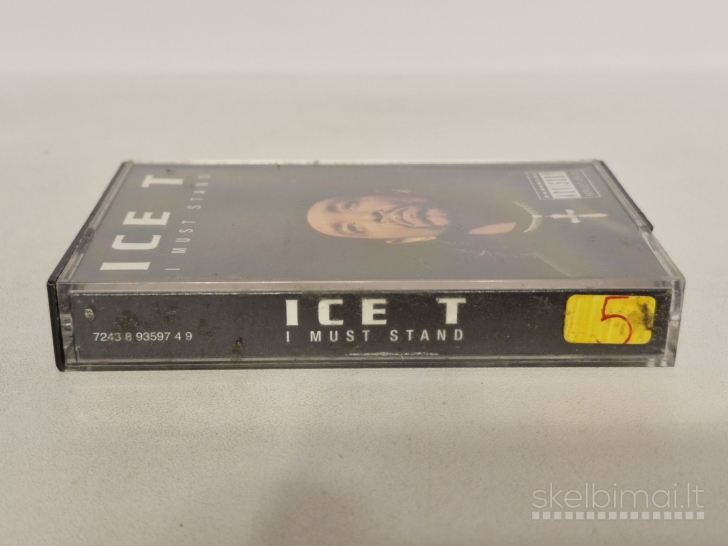 ICE T
I MUST STAND
ICE T
I MUST STAND
7243 8 93597 4 9
5
skelbimai.lt